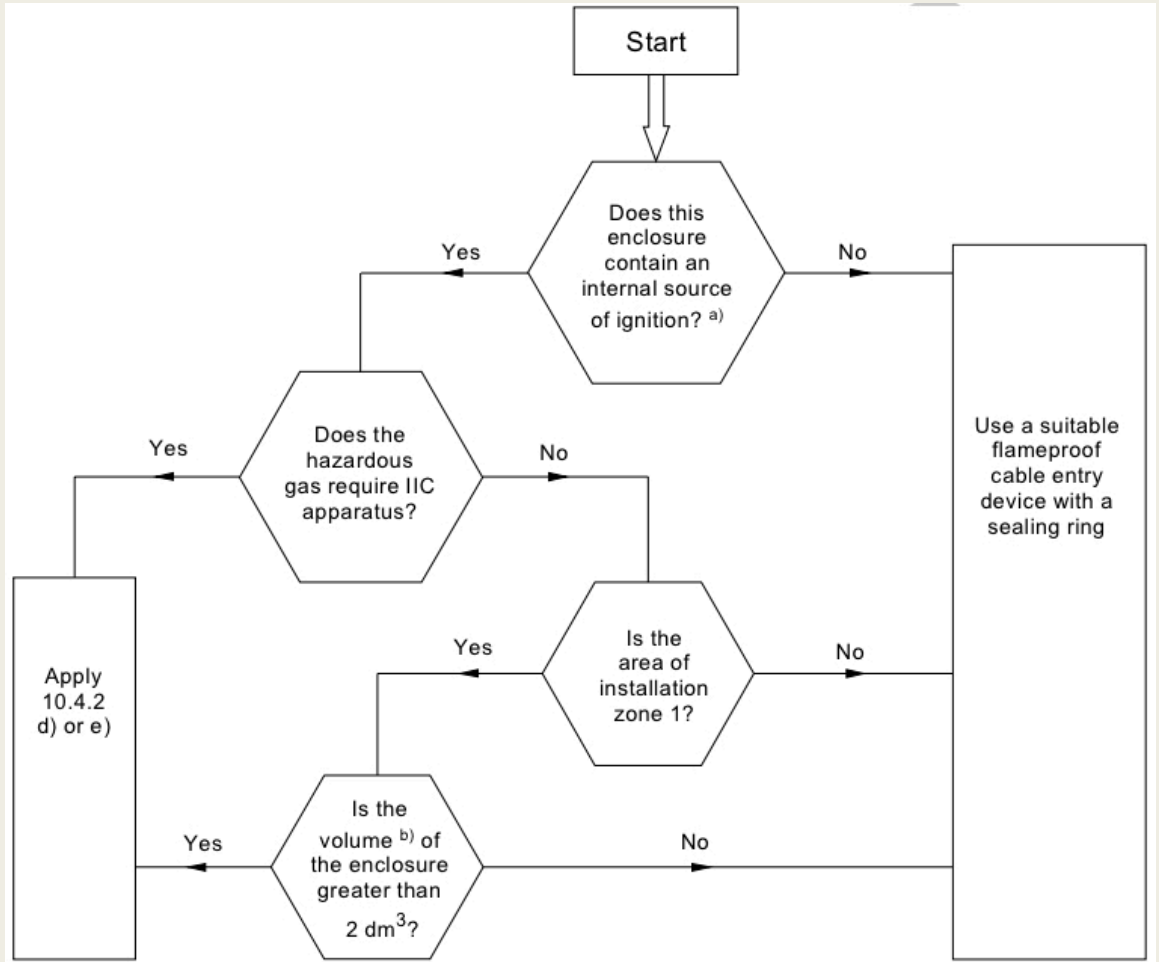 Start
Does this
enclosure
contain an
internal source
of ignition? a)
Yes
No
Does the
hazardous
gas require IIC
apparatus?
Yes
No
Use a suitable
flameproof
cable entry
device with a
sealing ring
Is the
area of
installation
zone 1?
Yes
No
Apply
10.4.2
d) or e)
Is the
volume b) of
the enclosure
greater than
2 dm³?
Yes
No